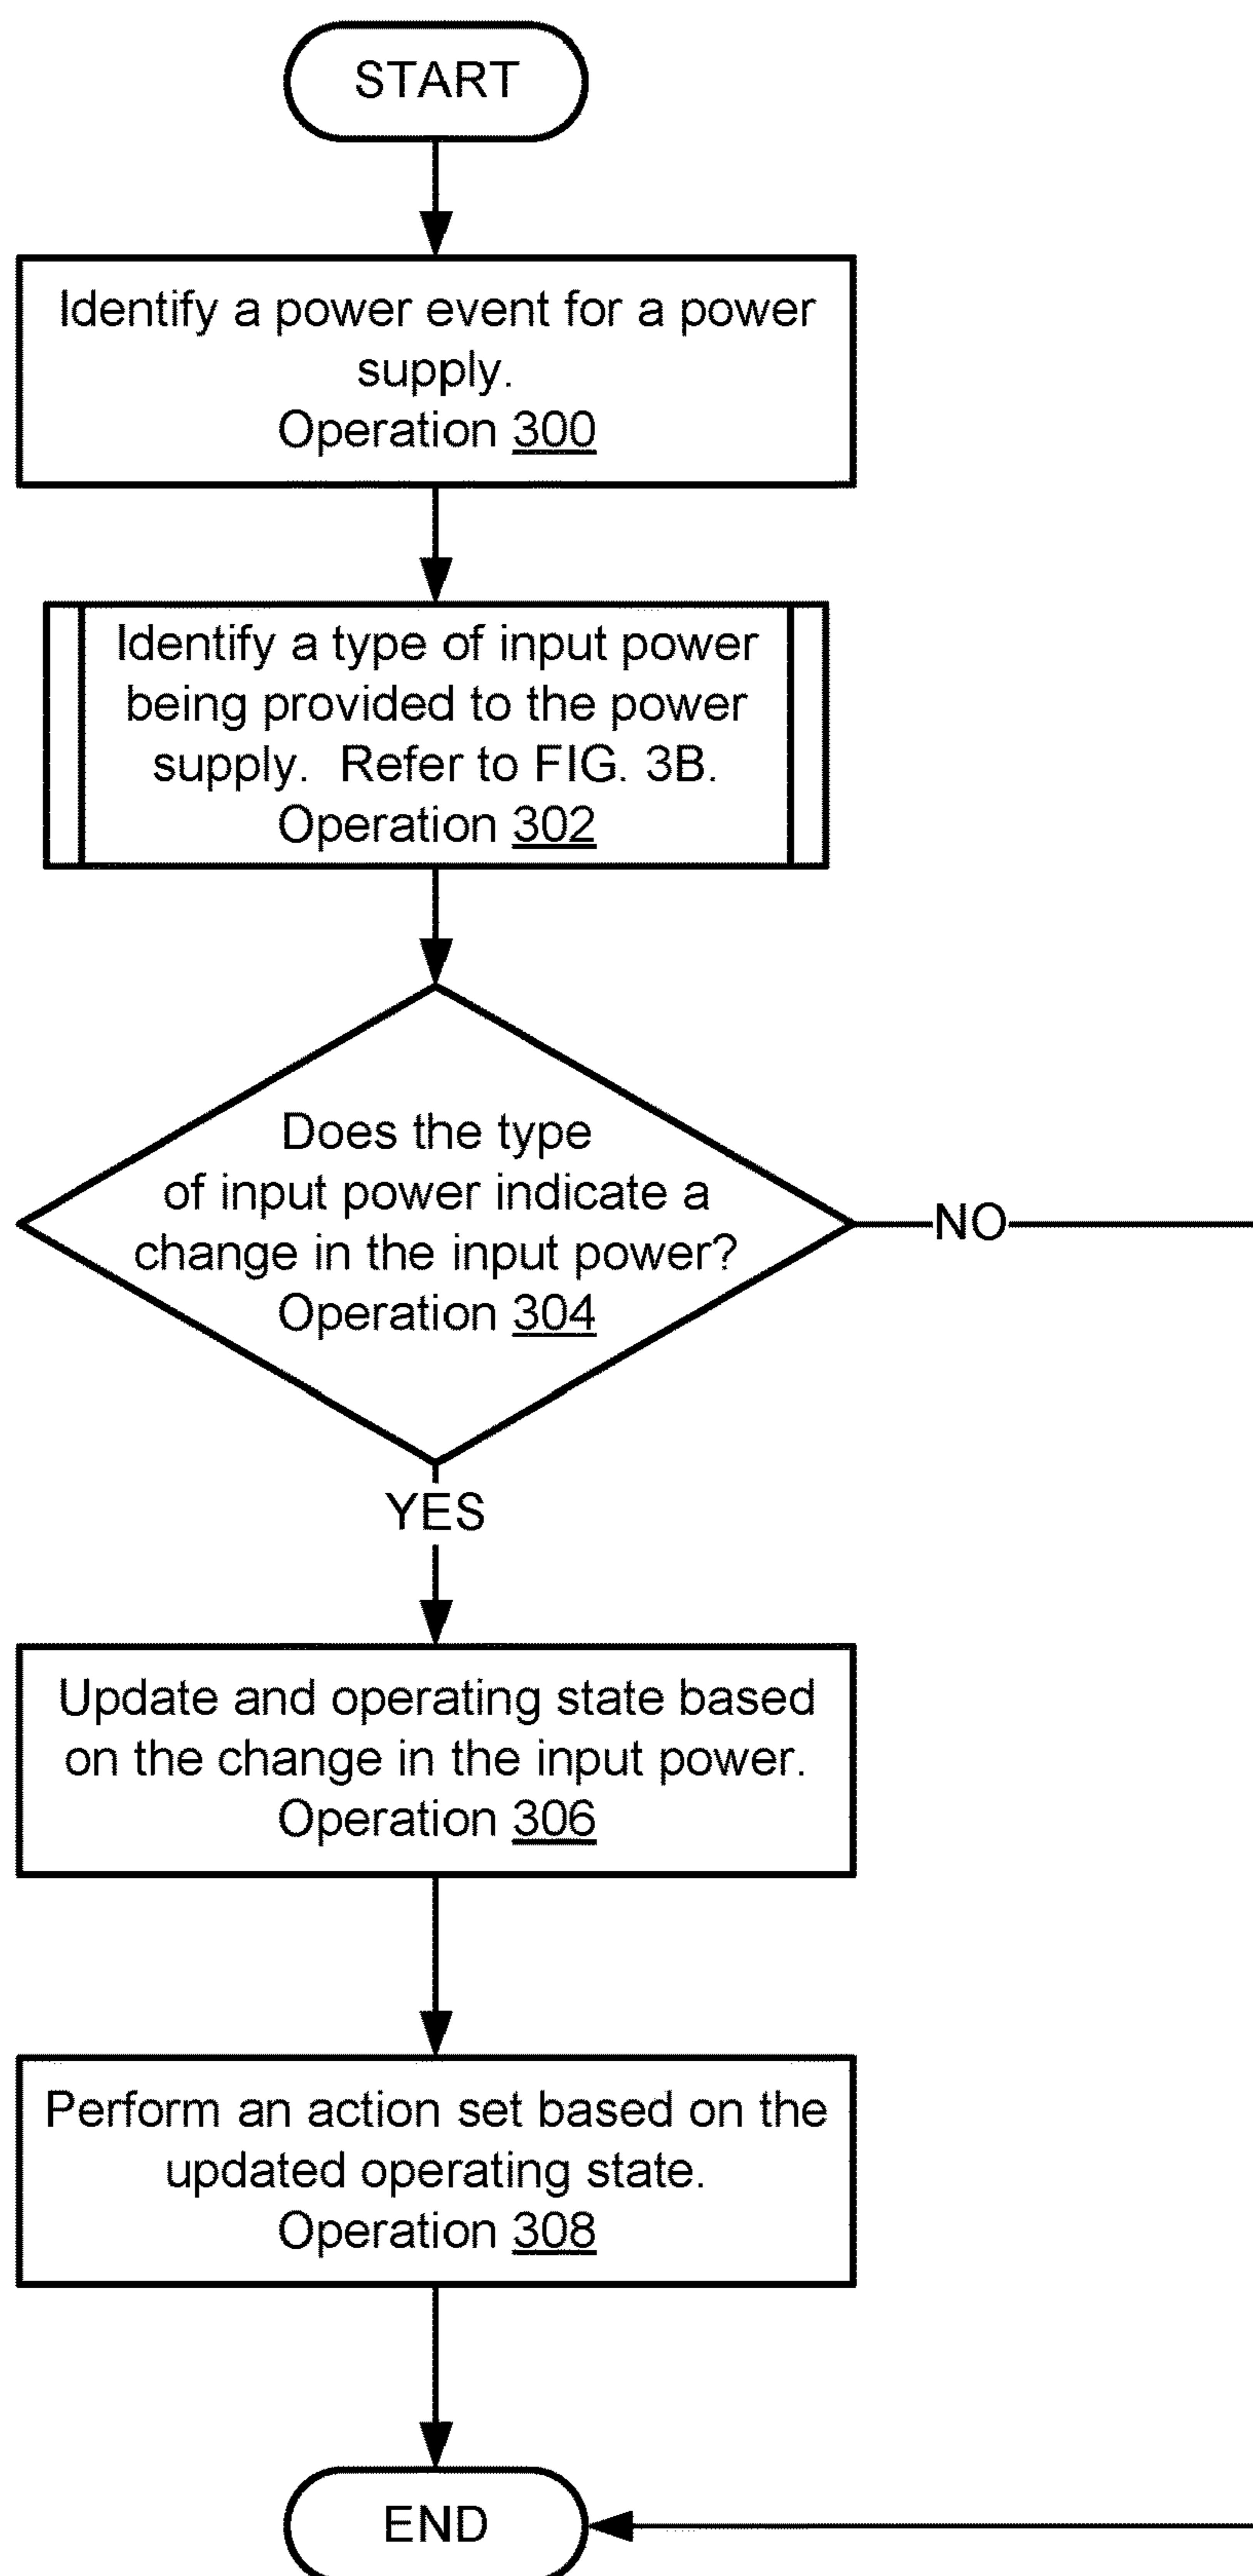 START
Identify a power event for a power
supply.
Operation 300
Identify a type of input power
being provided to the power
supply.  Refer to FIG. 3B.
Operation 302
Does the type
of input power indicate a
change in the input power?
Operation 304
NO
YES
Update and operating state based
on the change in the input power.
Operation 306
Perform an action set based on the
updated operating state.
Operation 308
END